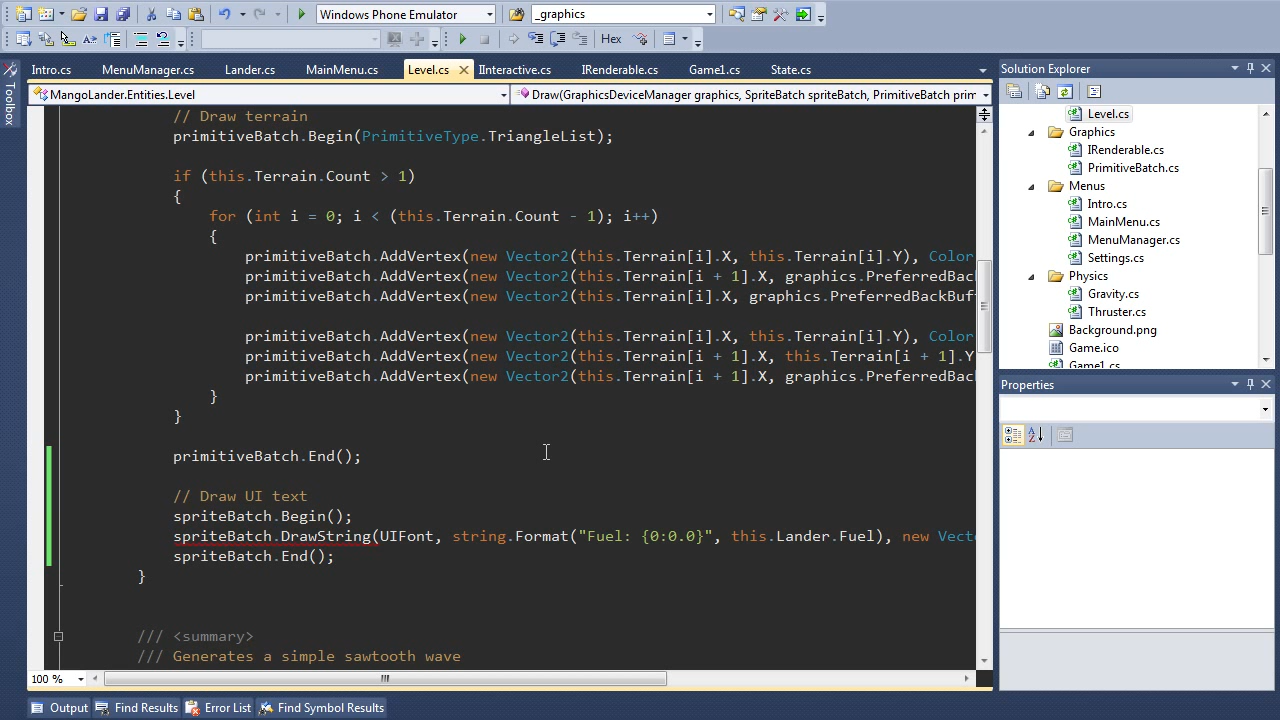 Windows Phone Emulator
_graphics
Hex
Intro.cs MenuManager.cs Lander.cs MainMenu.cs Level.cs IInteractive.cs IRenderable.cs Game1.cs State.cs
MangoLander.Entities.Level
Draw(GraphicsDeviceManager graphics, SpriteBatch spriteBatch, PrimitiveBatch prim
Toolbox
// Draw terrain
primitiveBatch.Begin(PrimitiveType.TriangleList);
if (this.Terrain.Count > 1)
{
for (int i = 0; i < (this.Terrain.Count - 1); i++)
{
primitiveBatch.AddVertex(new Vector2(this.Terrain[i].X, this.Terrain[i].Y), Color
primitiveBatch.AddVertex(new Vector2(this.Terrain[i + 1].X, graphics.PreferredBac
primitiveBatch.AddVertex(new Vector2(this.Terrain[i].X, graphics.PreferredBackBuf
primitiveBatch.AddVertex(new Vector2(this.Terrain[i].X, this.Terrain[i].Y), Color
primitiveBatch.AddVertex(new Vector2(this.Terrain[i + 1].X, this.Terrain[i + 1].Y
primitiveBatch.AddVertex(new Vector2(this.Terrain[i + 1].X, graphics.PreferredBac
}
}
primitiveBatch.End();
// Draw UI text
spriteBatch.Begin();
spriteBatch.DrawString(UIFont, string.Format("Fuel: {0:0.0}", this.Lander.Fuel), new Vect
spriteBatch.End();
}
/// <summary>
/// Generates a simple sawtooth wave
100 %
Output Find Results Error List Find Symbol Results
Solution Explorer
Level.cs
Graphics
IRenderable.cs
PrimitiveBatch.cs
Menus
Intro.cs
MainMenu.cs
MenuManager.cs
Settings.cs
Physics
Gravity.cs
Thruster.cs
Background.png
Game.ico
Game1.cs
Properties